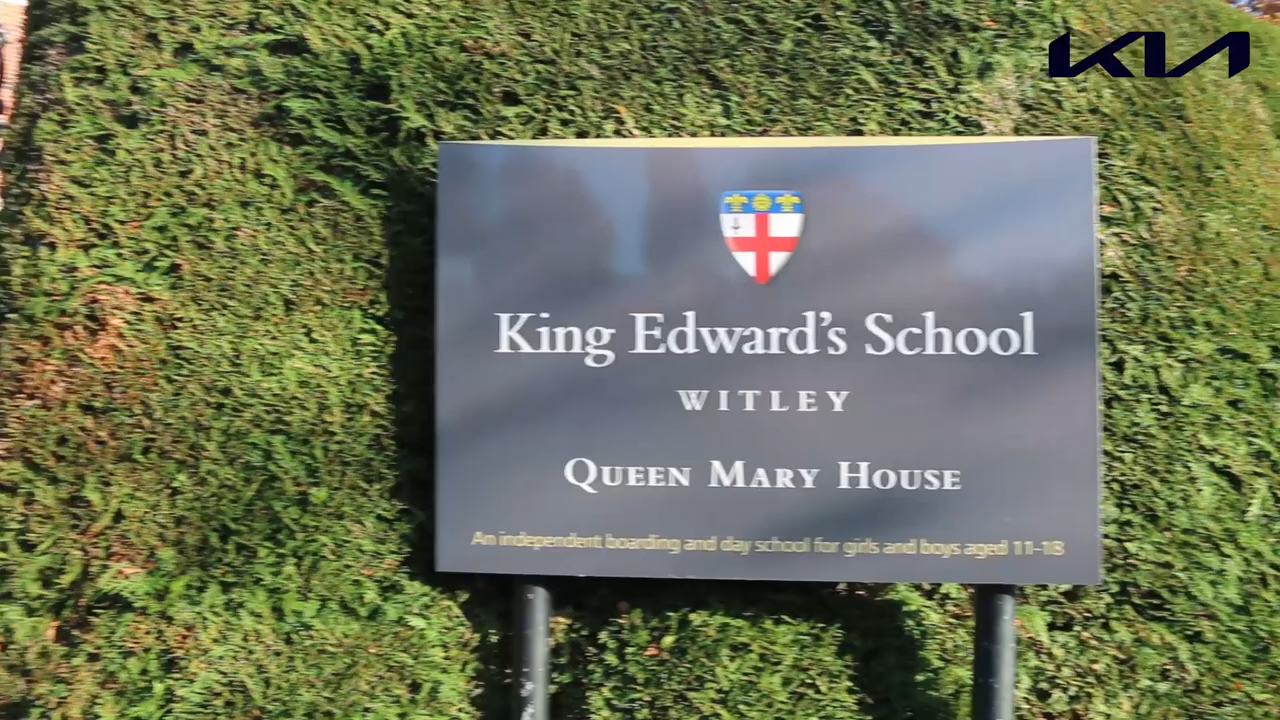 KIA
King Edward's School
WITLEY
QUEEN MARY HOUSE
An independent boarding and day school for girls and boys aged 11-18